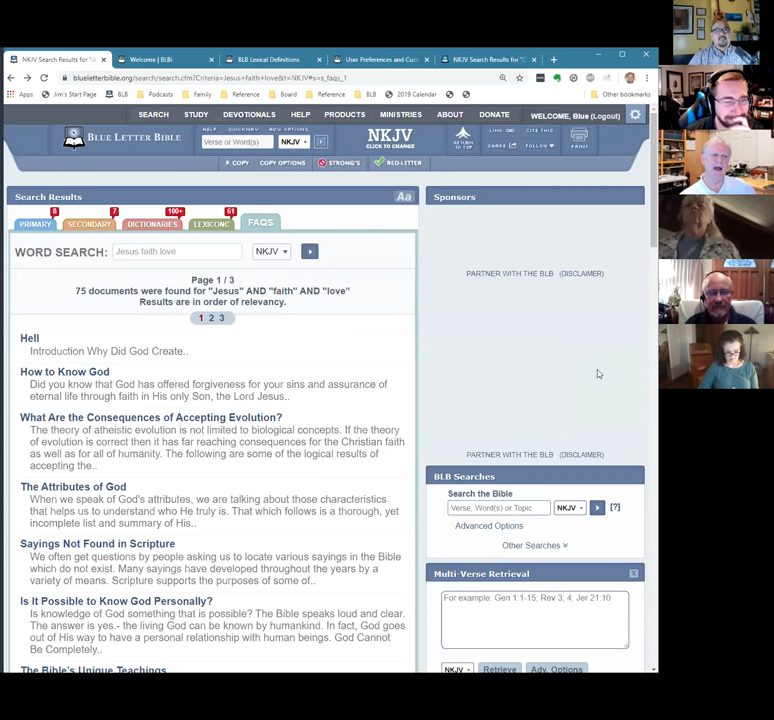 NKJV Search Results for "J
Welcome | BLBi
BLB Lexical Definitions
User Preferences and Cu
NKJV Search Results for "
blueletterbible.org/search/search.cfm?Criteria=Jesus+faith+love&t=NKJV#s=s_faqs_1
Apps Jim's Start Page BLB Podcasts Family Reference Board Reference BLB 2019 Calendar Other bookmarks
SEARCH STUDY DEVOTIONALS HELP PRODUCTS MINISTRIES ABOUT DONATE WELCOME, Blue (Logout)
BLUE LETTER BIBLE
HELP QUICKNAV ADV OPTIONS
Verse or Word(s) NKJV
NKJV
CLICK TO CHANGE
RETURN TO TOP
LINK CITE THIS
SHARE FOLLOW
PRINT
COPY COPY OPTIONS STRONG'S RED-LETTER
Search Results Aa
8 7 100+ 61
PRIMARY SECONDARY DICTIONARIES LEXICONC FAQS
WORD SEARCH: Jesus faith love NKJV
Page 1 / 3
75 documents were found for "Jesus" AND "faith" AND "love"
Results are in order of relevancy.
1 2 3
Hell
Introduction Why Did God Create..
How to Know God
Did you know that God has offered forgiveness for your sins and assurance of
eternal life through faith in His only Son, the Lord Jesus..
What Are the Consequences of Accepting Evolution?
The theory of atheistic evolution is not limited to biological concepts. If the theory
of evolution is correct then it has far reaching consequences for the Christian faith
as well as for all of humanity. The following are some of the logical results of
accepting the..
The Attributes of God
When we speak of God's attributes, we are talking about those characteristics
that helps us to understand who He truly is. That which follows is a thorough, yet
incomplete list and summary of His..
Sayings Not Found in Scripture
We often get questions by people asking us to locate various sayings in the Bible
which do not exist. Many sayings have developed throughout the years by a
variety of means. Scripture supports the purposes of some of..
Is It Possible to Know God Personally?
Is knowledge of God something that is possible? The Bible speaks loud and clear.
The answer is yes.- the living God can be known by humankind. In fact, God goes
out of His way to have a personal relationship with human beings. God Cannot
Be Completely..
The Bible's Unique Teachings
Sponsors
PARTNER WITH THE BLB (DISCLAIMER)
PARTNER WITH THE BLB (DISCLAIMER)
BLB Searches
Search the Bible
Verse, Word(s) or Topic NKJV [?]
Advanced Options
Other Searches
Multi-Verse Retrieval X
For example: Gen 1:1-15; Rev 3; 4; Jer 21:10
NKJV Retrieve Adv. Options